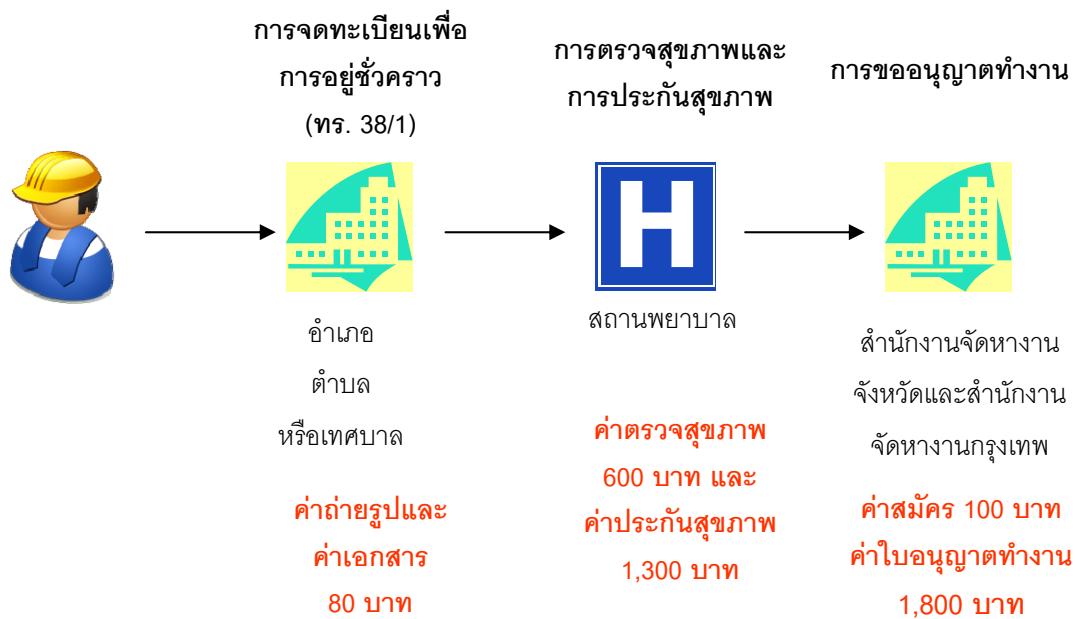 การจดทะเบียนเพื่อ
การอยู่ชั่วคราว
(ทร. 38/1)
อำเภอ
ตำบล
หรือเทศบาล
ค่าถ่ายรูปและ
ค่าเอกสาร
80 บาท
การตรวจสุขภาพและ
การประกันสุขภาพ
H
สถานพยาบาล
ค่าตรวจสุขภาพ
600 บาท และ
ค่าประกันสุขภาพ
1,300 บาท
การขออนุญาตทำงาน
สำนักงานจัดหางาน
จังหวัดและสำนักงาน
จัดหางานกรุงเทพ
ค่าสมัคร 100 บาท
ค่าใบอนุญาตทำงาน
1,800 บาท